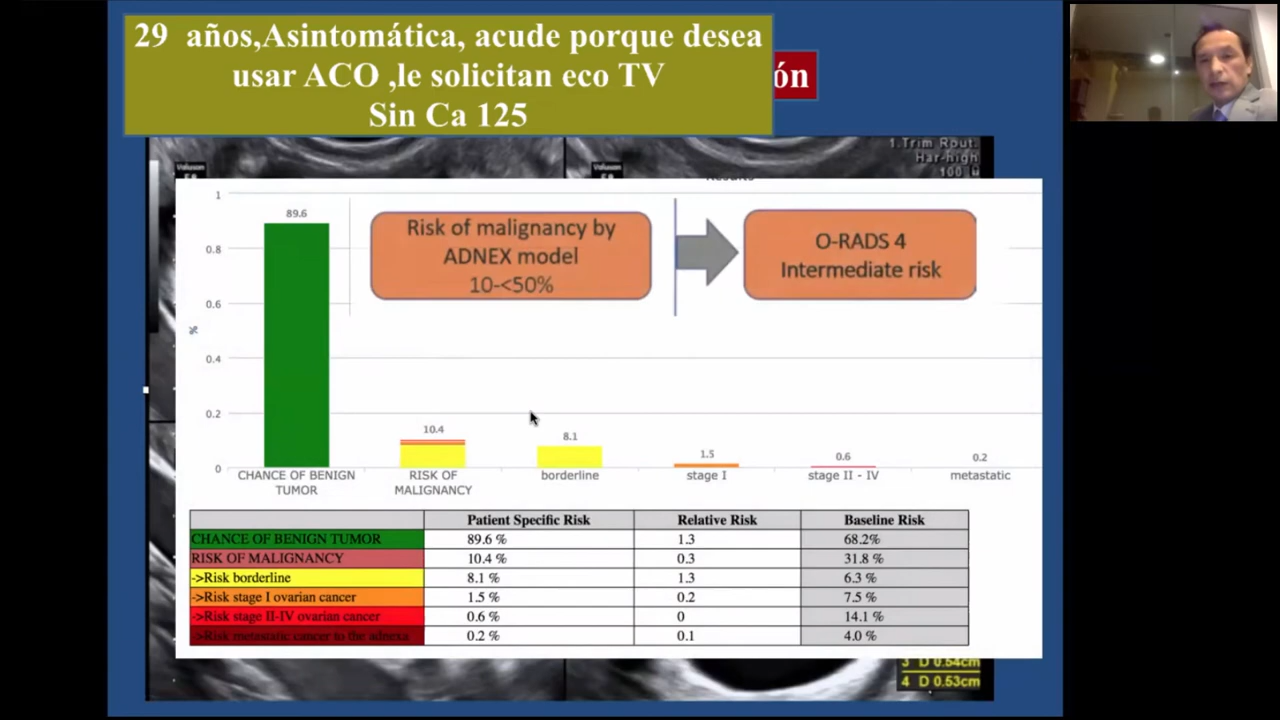 29 años,Asintomática, acude porque desea
usar ACO ,le solicitan eco TV
Sin Ca 125
ón
1.Trim Rout.
Har-high
100
Voluson
E8
Voluson
E8
Results
1
0.8
0.6
0.4
0.2
0
%
89.6
10.4
8.1
1.5
0.6
0.2
Risk of malignancy by
ADNEX model
10-<50%
O-RADS 4
Intermediate risk
CHANCE OF BENIGN
TUMOR
RISK OF
MALIGNANCY
borderline
stage I
stage II - IV
metastatic
Patient Specific Risk Relative Risk Baseline Risk
CHANCE OF BENIGN TUMOR 89.6 % 1.3 68.2%
RISK OF MALIGNANCY 10.4 % 0.3 31.8 %
->Risk borderline 8.1 % 1.3 6.3 %
->Risk stage I ovarian cancer 1.5 % 0.2 7.5 %
->Risk stage II-IV ovarian cancer 0.6 % 0 14.1 %
->Risk metastatic cancer to the adnexa 0.2 % 0.1 4.0 %
3 D 0.54cm
4 D 0.53cm